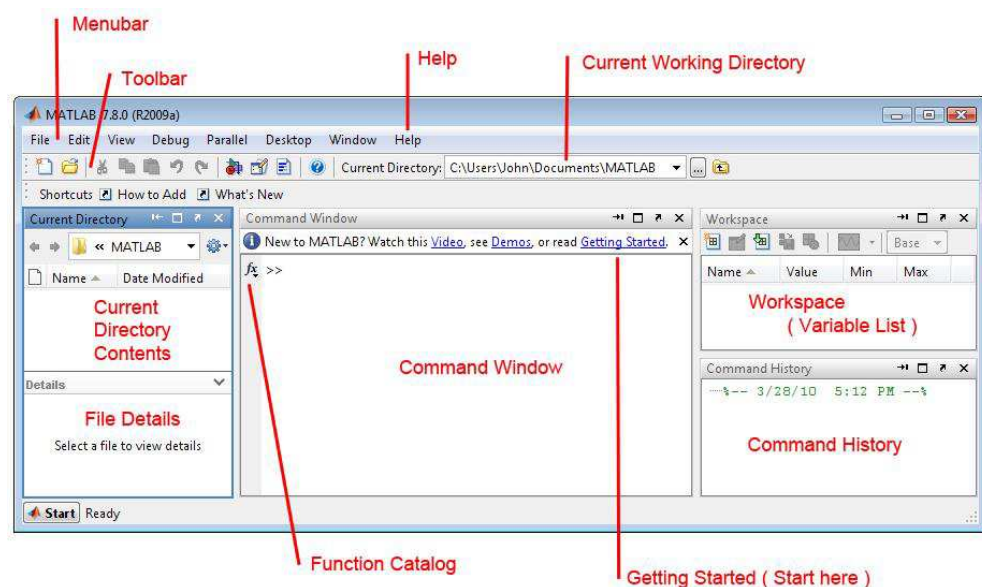 Menubar
Help
Current Working Directory
Toolbar
MATLAB 7.8.0 (R2009a)
File Edit View Debug Parallel Desktop Window Help
Current Directory: C:\Users\John\Documents\MATLAB ...
Shortcuts How to Add What's New
Current Directory
« MATLAB
Name Date Modified
Current
Directory
Contents
Details
File Details
Select a file to view details
Command Window
New to MATLAB? Watch this Video, see Demos, or read Getting Started.
fx >>
Command Window
Workspace
Base
Name Value Min Max
Workspace
( Variable List )
Command History
%-- 3/28/10 5:12 PM --%
Command History
Start Ready
Function Catalog
Getting Started ( Start here )